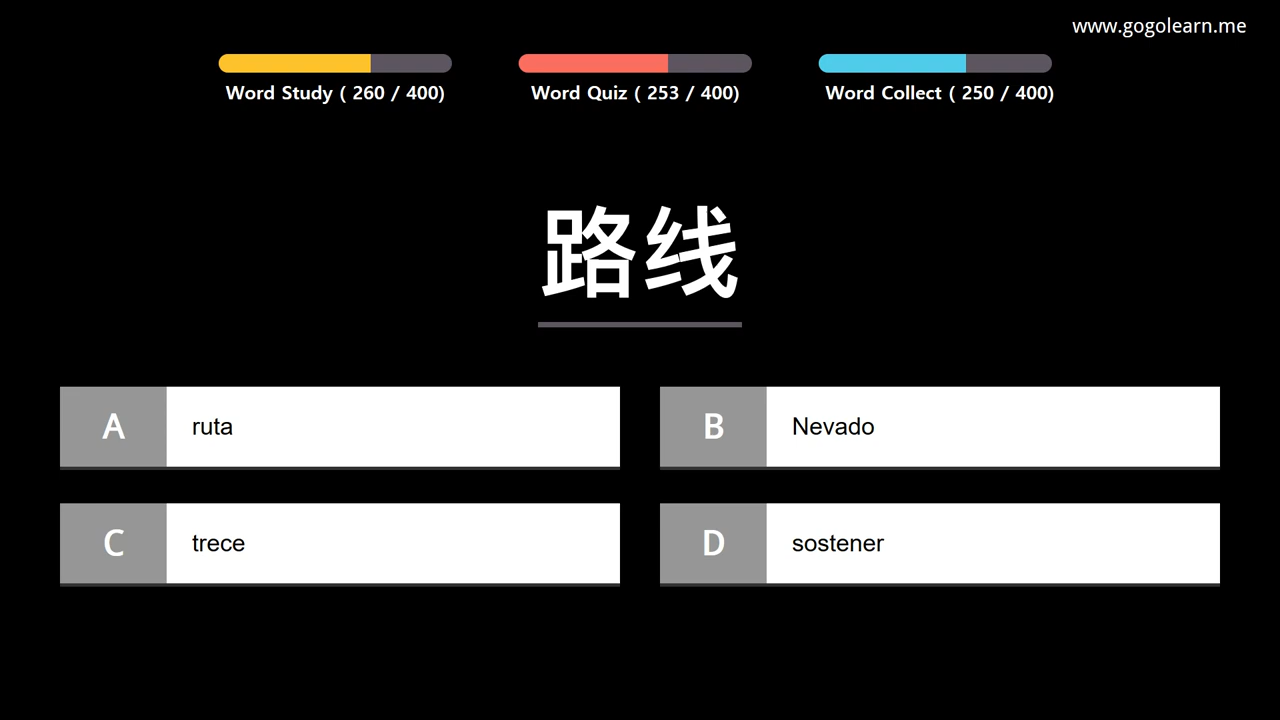 www.gogolearn.me
Word Study ( 260 / 400)
Word Quiz ( 253 / 400)
Word Collect ( 250 / 400)
路线
A ruta
B Nevado
C trece
D sostener